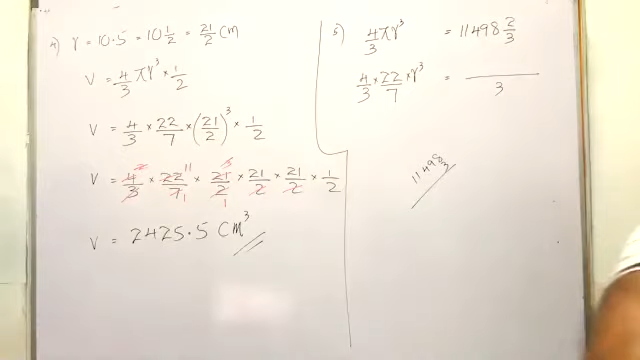 4) r = 10.5 = 10 1/2 = 21/2 cm
V = 4/3 πr³ × 1/2
V = 4/3 × 22/7 × (21/2)³ × 1/2
V = 4/3 × 22/7 × 21/2 × 21/2 × 21/2 × 1/2
V = 2425.5 cm³
5) 4/3 πr³ = 11498 2/3
4/3 × 22/7 × r³ = /3
11498